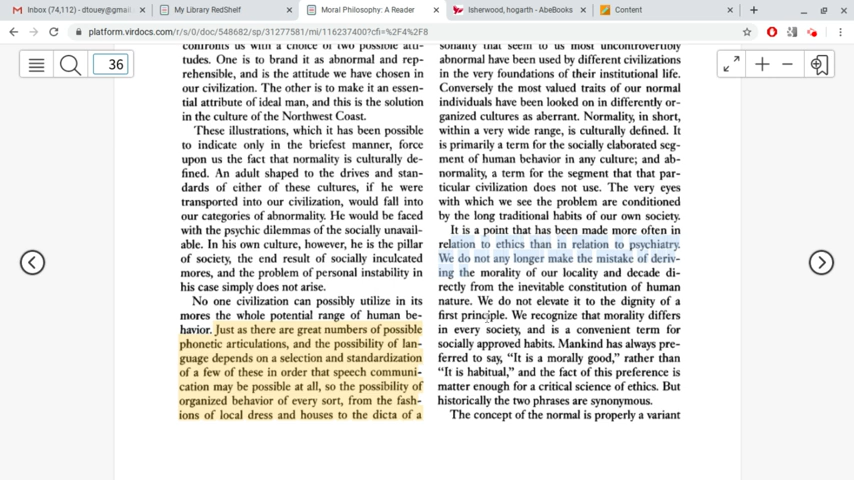 Inbox (74,112) - dtouey@gmai
My Library RedShelf
Moral Philosophy: A Reader
Isherwood, hogarth - AbeBooks
Content
platform.virdocs.com/r/s/0/doc/548682/sp/31277581/mi/116237400?cfi=%2F4%2F8
36
confronts us with a choice of two possible atti-
tudes. One is to brand it as abnormal and rep-
rehensible, and is the attitude we have chosen in
our civilization. The other is to make it an essen-
tial attribute of ideal man, and this is the solution
in the culture of the Northwest Coast.
These illustrations, which it has been possible
to indicate only in the briefest manner, force
upon us the fact that normality is culturally de-
fined. An adult shaped to the drives and stan-
dards of either of these cultures, if he were
transported into our civilization, would fall into
our categories of abnormality. He would be faced
with the psychic dilemmas of the socially unavail-
able. In his own culture, however, he is the pillar
of society, the end result of socially inculcated
mores, and the problem of personal instability in
his case simply does not arise.
No one civilization can possibly utilize in its
mores the whole potential range of human be-
havior. Just as there are great numbers of possible
phonetic articulations, and the possibility of lan-
guage depends on a selection and standardization
of a few of these in order that speech communi-
cation may be possible at all, so the possibility of
organized behavior of every sort, from the fash-
ions of local dress and houses to the dicta of a
sonality that seem to us most uncontrovertibly
abnormal have been used by different civilizations
in the very foundations of their institutional life.
Conversely the most valued traits of our normal
individuals have been looked on in differently or-
ganized cultures as aberrant. Normality, in short,
within a very wide range, is culturally defined. It
is primarily a term for the socially elaborated seg-
ment of human behavior in any culture; and ab-
normality, a term for the segment that that par-
ticular civilization does not use. The very eyes
with which we see the problem are conditioned
by the long traditional habits of our own society.
It is a point that has been made more often in
relation to ethics than in relation to psychiatry.
We do not any longer make the mistake of deriv-
ing the morality of our locality and decade di-
rectly from the inevitable constitution of human
nature. We do not elevate it to the dignity of a
first principle. We recognize that morality differs
in every society, and is a convenient term for
socially approved habits. Mankind has always pre-
ferred to say, “It is a morally good,” rather than
“It is habitual,” and the fact of this preference is
matter enough for a critical science of ethics. But
historically the two phrases are synonymous.
The concept of the normal is properly a variant